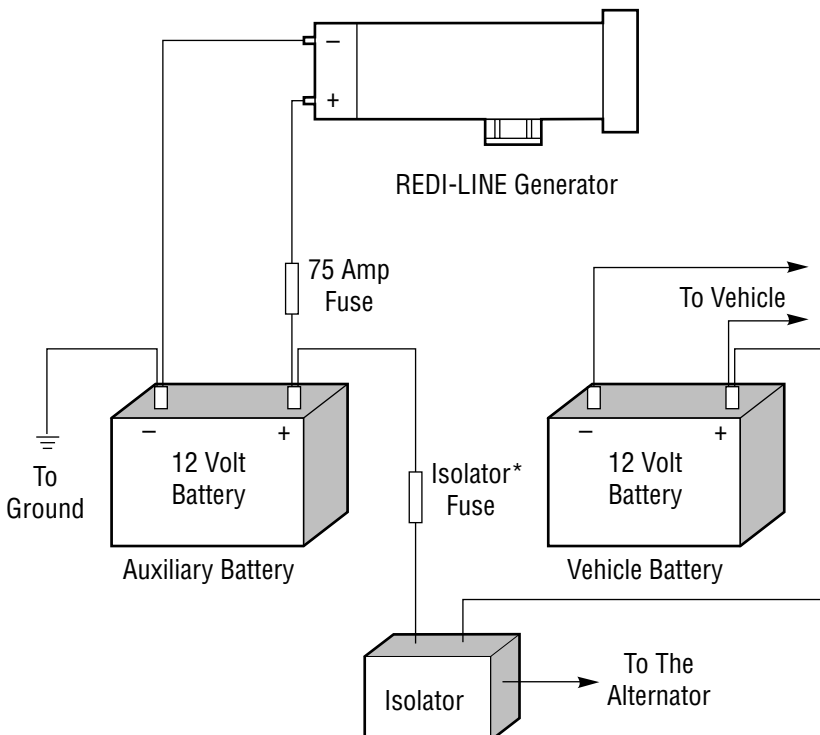 −
+
REDI-LINE Generator
75 Amp
Fuse
To Vehicle
− +
12 Volt
Battery
To
Ground
Auxiliary Battery
Isolator*
Fuse
− +
12 Volt
Battery
Vehicle Battery
Isolator
To The
Alternator